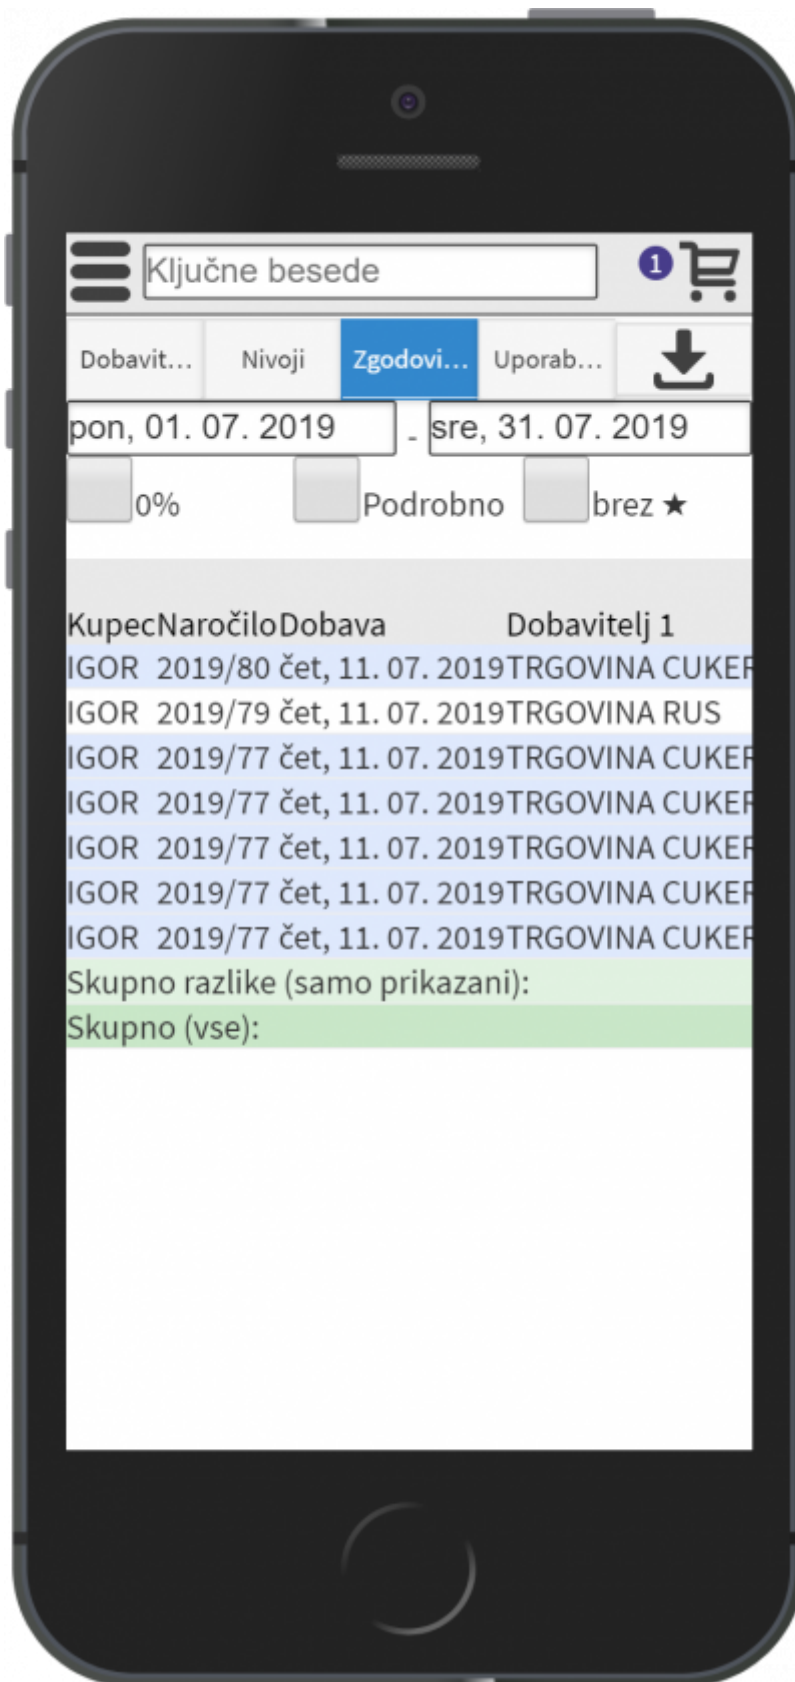 Ključne besede
1
Dobavit... Nivoji Zgodovi... Uporab...
pon, 01. 07. 2019 - sre, 31. 07. 2019
0% Podrobno brez ★
Kupec Naročilo Dobava Dobavitelj 1
IGOR 2019/80 čet, 11. 07. 2019 TRGOVINA CUKER
IGOR 2019/79 čet, 11. 07. 2019 TRGOVINA RUS
IGOR 2019/77 čet, 11. 07. 2019 TRGOVINA CUKER
IGOR 2019/77 čet, 11. 07. 2019 TRGOVINA CUKER
IGOR 2019/77 čet, 11. 07. 2019 TRGOVINA CUKER
IGOR 2019/77 čet, 11. 07. 2019 TRGOVINA CUKER
IGOR 2019/77 čet, 11. 07. 2019 TRGOVINA CUKER
Skupno razlike (samo prikazani):
Skupno (vse):